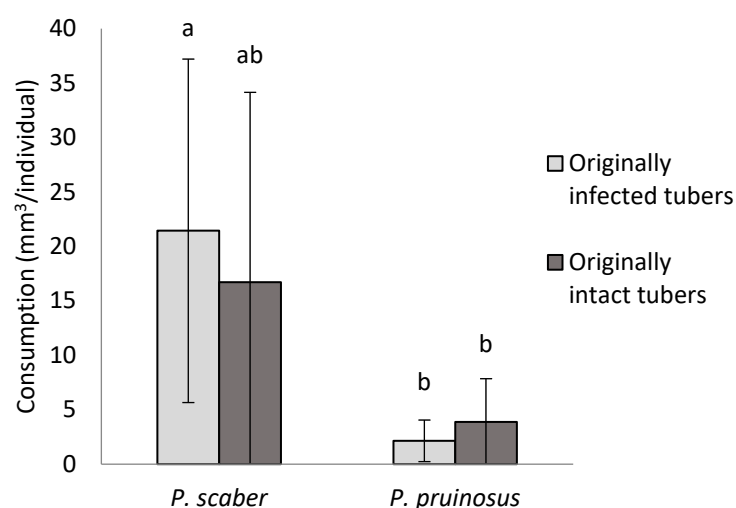 Consumption (mm³/individual)
40
35
30
25
20
15
10
5
0
a
ab
b
b
P. scaber
P. pruinosus
Originally
infected tubers
Originally
intact tubers